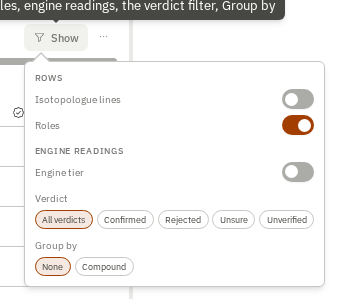 les, engine readings, the verdict filter, Group by
Show ...
ROWS
Isotopologue lines
Roles
ENGINE READINGS
Engine tier
Verdict
All verdicts Confirmed Rejected Unsure Unverified
Group by
None Compound